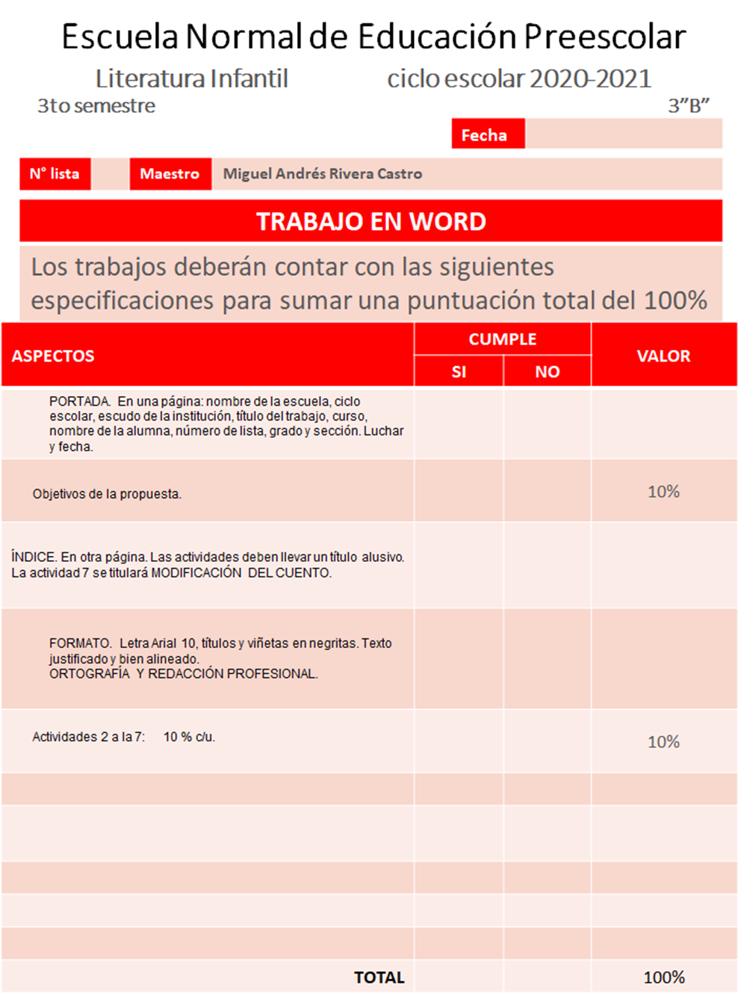 Escuela Normal de Educación Preescolar
Literatura Infantil ciclo escolar 2020-2021
3to semestre 3”B”
Fecha
N° lista Maestro Miguel Andrés Rivera Castro
TRABAJO EN WORD
Los trabajos deberán contar con las siguientes
especificaciones para sumar una puntuación total del 100%
ASPECTOS CUMPLE VALOR
SI NO
PORTADA. En una página: nombre de la escuela, ciclo
escolar, escudo de la institución, título del trabajo, curso,
nombre de la alumna, número de lista, grado y sección. Luchar
y fecha.
Objetivos de la propuesta. 10%
ÍNDICE. En otra página. Las actividades deben llevar un título alusivo.
La actividad 7 se titulará MODIFICACIÓN DEL CUENTO.
FORMATO. Letra Arial 10, títulos y viñetas en negritas. Texto
justificado y bien alineado.
ORTOGRAFÍA Y REDACCIÓN PROFESIONAL.
Actividades 2 a la 7: 10 % c/u. 10%
TOTAL 100%